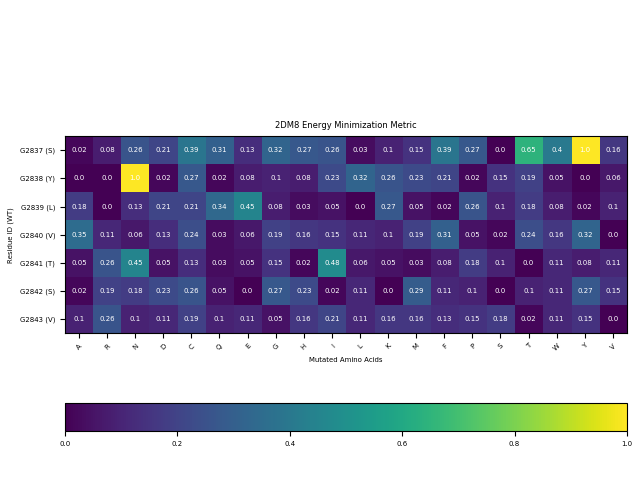 2DM8 Energy Minimization Metric
Residue ID (WT)
G2837 (S) 0.02 0.08 0.26 0.21 0.39 0.31 0.13 0.32 0.27 0.26 0.03 0.1 0.15 0.39 0.27 0.0 0.65 0.4 1.0 0.16
G2838 (Y) 0.0 0.0 1.0 0.02 0.27 0.02 0.08 0.1 0.08 0.23 0.32 0.26 0.23 0.21 0.02 0.15 0.19 0.05 0.0 0.06
G2839 (L) 0.18 0.0 0.13 0.21 0.21 0.34 0.45 0.08 0.03 0.05 0.0 0.27 0.05 0.02 0.26 0.1 0.18 0.08 0.02 0.1
G2840 (V) 0.35 0.11 0.06 0.13 0.24 0.03 0.06 0.19 0.16 0.15 0.11 0.1 0.19 0.31 0.05 0.02 0.24 0.16 0.32 0.0
G2841 (T) 0.05 0.26 0.45 0.05 0.13 0.03 0.05 0.15 0.02 0.48 0.06 0.05 0.03 0.08 0.18 0.1 0.0 0.11 0.08 0.11
G2842 (S) 0.02 0.19 0.18 0.23 0.26 0.05 0.0 0.27 0.23 0.02 0.11 0.0 0.29 0.11 0.1 0.0 0.1 0.11 0.27 0.15
G2843 (V) 0.1 0.26 0.1 0.11 0.19 0.1 0.11 0.05 0.16 0.21 0.11 0.16 0.16 0.13 0.15 0.18 0.02 0.11 0.15 0.0
A R N D C Q E G H I L K M F P S T W Y V
Mutated Amino Acids
0.0 0.2 0.4 0.6 0.8 1.0